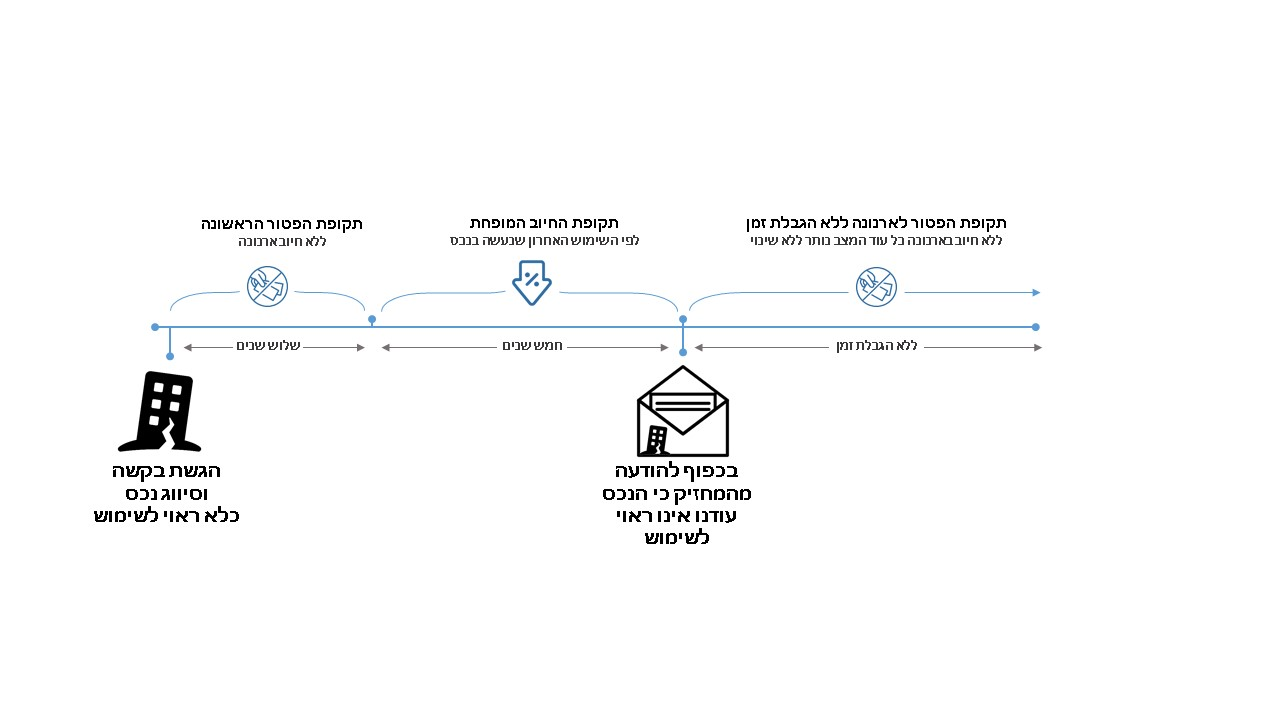 תקופת הפטור הראשונה
ללא חיוב ארנונה
תקופת החיוב המופחת
לפי השימוש האחרון שנעשה בנכס
תקופת הפטור לארנונה ללא הגבלת זמן
ללא חיוב בארנונה כל עוד המצב נותר ללא שינוי
שלוש שנים
חמש שנים
ללא הגבלת זמן
הגשת בקשה
וסיווג נכס
כלא ראוי לשימוש
בכפוף להודעה
מהמחזיק כי הנכס
עודנו אינו ראוי
לשימוש